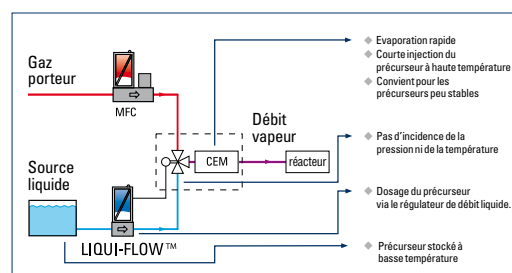 Gaz
porteur
MFC
Source
liquide
LIQUI-FLOW™
CEM
Débit
vapeur
réacteur
Evaporation rapide
Courte injection du
précurseur à haute température
Convient pour les
précurseurs peu stables
Pas d'incidence de la
pression ni de la température
Dosage du précurseur
via le régulateur de débit liquide.
Précurseur stocké à
basse température